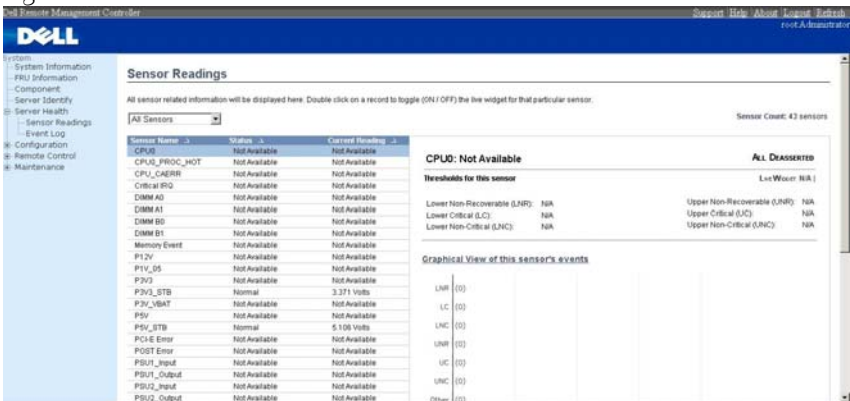 Dell Remote Management Controller
Support Help About Logout Refresh
root:Administrator
DELL
System
System Information
FRU Information
Component
Server Identify
Server Health
Sensor Readings
Event Log
Configuration
Remote Control
Maintenance
Sensor Readings
All sensor related information will be displayed here. Double click on a record to toggle (ON / OFF) the live widget for that particular sensor.
All Sensors
Sensor Count: 43 sensors
Sensor Name Status Current Reading
CPU0 Not Available Not Available
CPU0_PROC_HOT Not Available Not Available
CPU_CAERR Not Available Not Available
Critical IRQ Not Available Not Available
DIMM A0 Not Available Not Available
DIMM A1 Not Available Not Available
DIMM B0 Not Available Not Available
DIMM B1 Not Available Not Available
Memory Event Not Available Not Available
P12V Not Available Not Available
P1V_05 Not Available Not Available
P3V3 Not Available Not Available
P3V3_STB Normal 3.371 Volts
P3V_VBAT Not Available Not Available
P5V Not Available Not Available
P5V_STB Normal 5.106 Volts
PCI-E Error Not Available Not Available
POST Error Not Available Not Available
PSU1_Input Not Available Not Available
PSU1_Output Not Available Not Available
PSU2_Input Not Available Not Available
PSU2_Output Not Available Not Available
CPU0: Not Available
ALL DEASSERTED
Thresholds for this sensor
LIVE WIDGET N/A |
Lower Non-Recoverable (LNR): N/A
Lower Critical (LC): N/A
Lower Non-Critical (LNC): N/A
Upper Non-Recoverable (UNR): N/A
Upper Critical (UC): N/A
Upper Non-Critical (UNC): N/A
Graphical View of this sensor's events
LNR (0)
LC (0)
LNC (0)
UNR (0)
UC (0)
UNC (0)
Other (0)